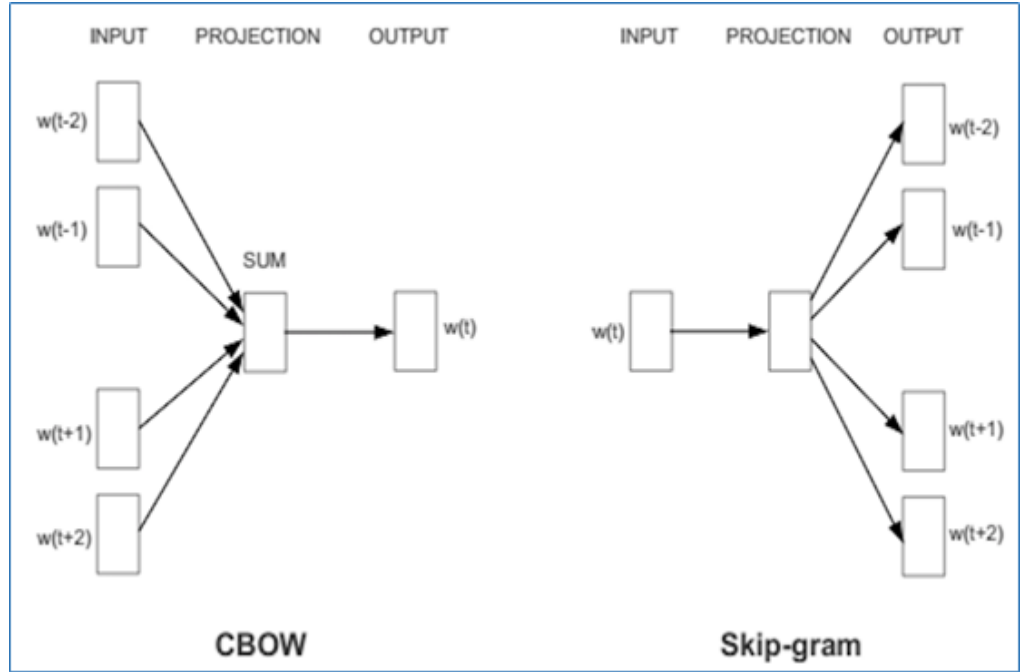 INPUT PROJECTION OUTPUT
w(t-2)
w(t-1)
SUM
w(t)
w(t+1)
w(t+2)
CBOW
INPUT PROJECTION OUTPUT
w(t-2)
w(t-1)
w(t)
w(t+1)
w(t+2)
Skip-gram